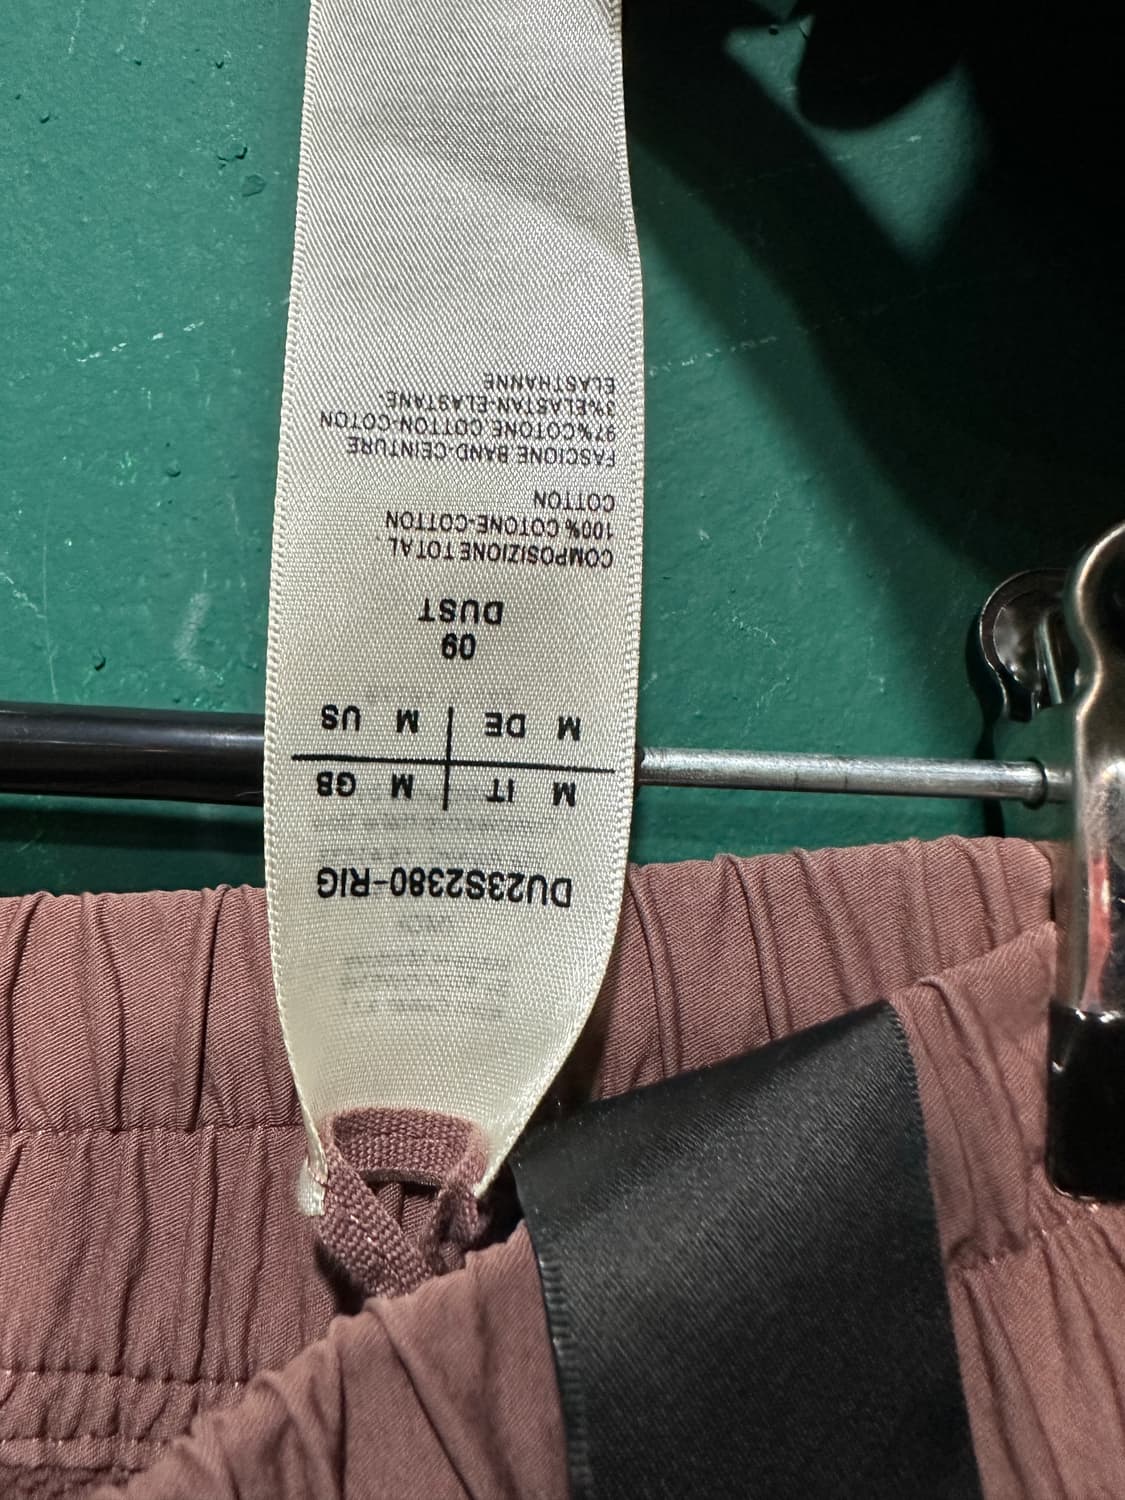 DU23S2380-RIG
M IT | M GB
M DE | M US
09
DUST
COMPOSIZIONE TOTAL
100% COTONE-COTTON-
COTTON
FASCIONE BAND-CEINTURE
97%COTONE COTTON-COTON
3%ELASTAN-ELASTANE-
ELASTHANNE